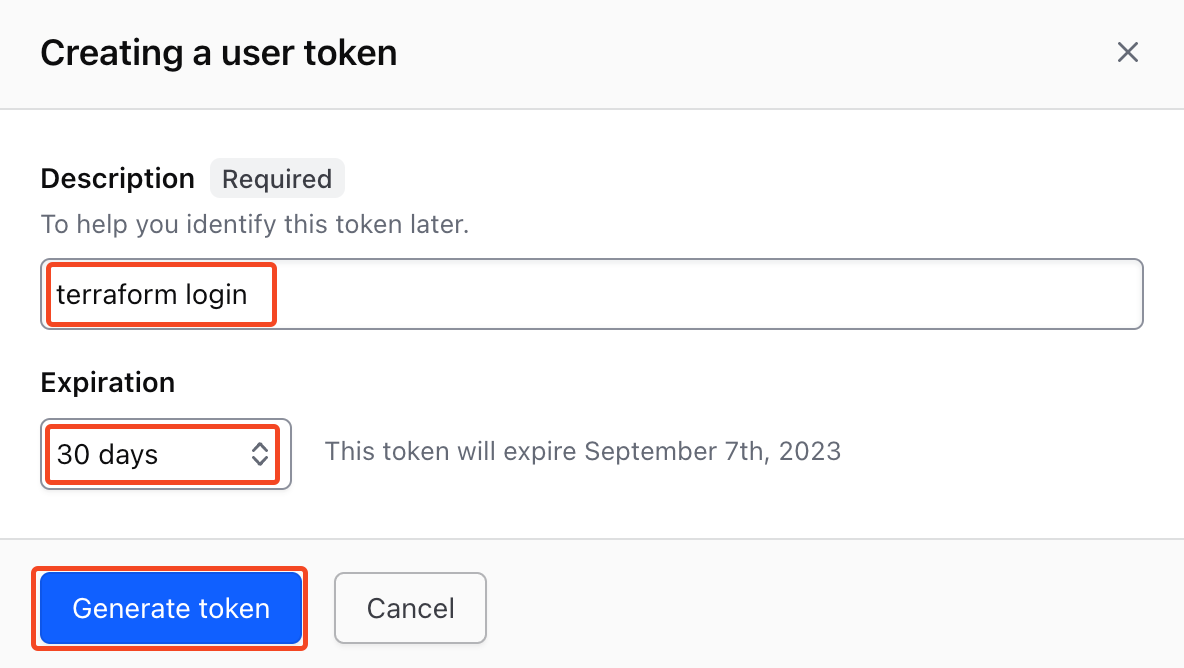 Creating a user token
Description Required
To help you identify this token later.
terraform login
Expiration
30 days This token will expire September 7th, 2023
Generate token Cancel